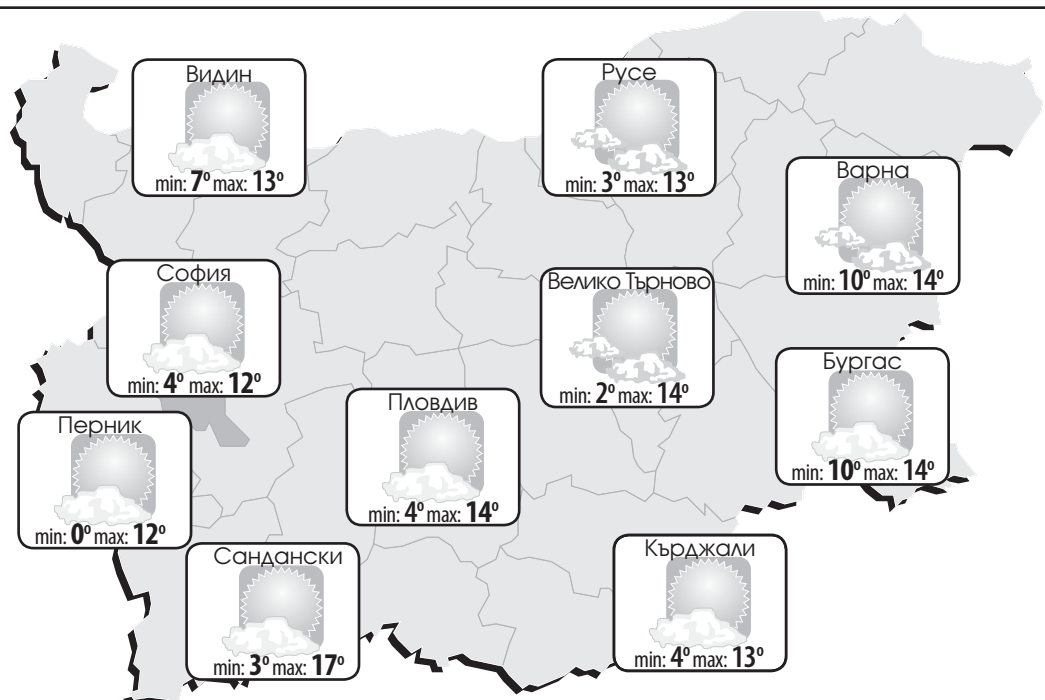 Видин
min: 7º max: 13º
Русе
min: 3º max: 13º
Варна
min: 10º max: 14º
София
min: 4º max: 12º
Велико Търново
min: 2º max: 14º
Бургас
min: 10º max: 14º
Пловдив
min: 4º max: 14º
Перник
min: 0º max: 12º
Сандански
min: 3º max: 17º
Кърджали
min: 4º max: 13º